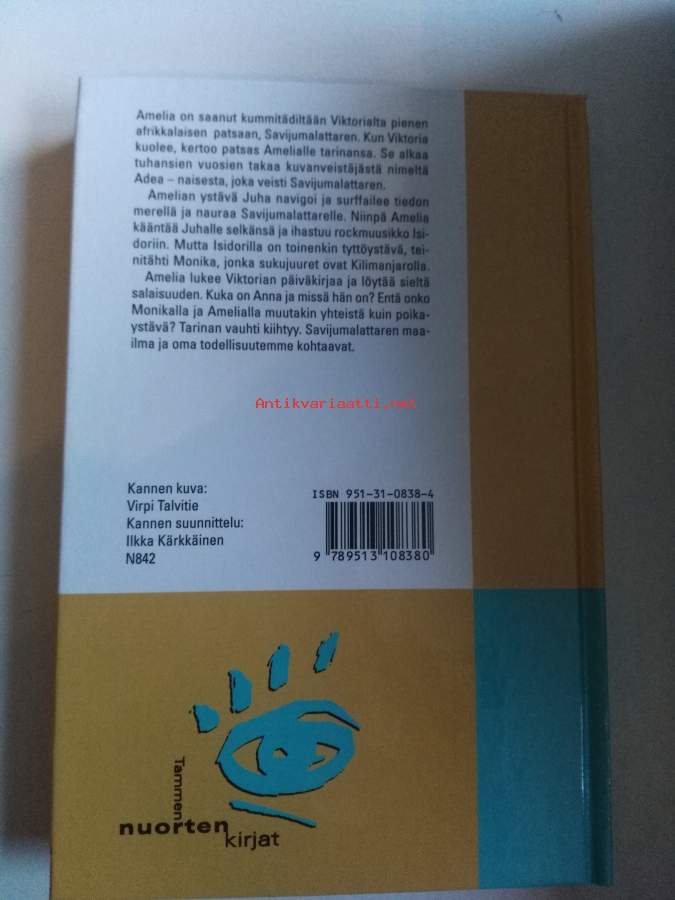 Amelia on saanut kummitädiltään Viktorialta pienen
afrikkalaisen patsaan, Savijumalattaren. Kun Viktoria
kuolee, kertoo patsas Amelialle tarinansa. Se alkaa
tuhansien vuosien takaa kuvanveistäjästä nimeltä
Adea – naisesta, joka veisti Savijumalattaren.
Amelian ystävä Juha navigoi ja surffailee tiedon
merellä ja nauraa Savijumalattarelle. Niinpä Amelia
kääntää Juhalle selkänsä ja ihastuu rockmuusikko Isi-
doriin. Mutta Isidorilla on toinenkin tyttöystävä, tei-
nitähti Monika, jonka sukujuuret ovat Kilimanjarolla.
Amelia lukee Viktorian päiväkirjaa ja löytää sieltä
salaisuuden. Kuka on Anna ja missä hän on? Entä onko
Monikalla ja Amelialla muutakin yhteistä kuin poika-
ystävä? Tarinan vauhti kiihtyy. Savijumalattaren maa-
ilma ja oma todellisuutemme kohtaavat.
Antikvariaatti.net
Kannen kuva:
Virpi Talvitie
Kannen suunnittelu:
Ilkka Kärkkäinen
N842
ISBN 951-31-0838-4
9 789513 108380
Tammen
nuorten
kirjat